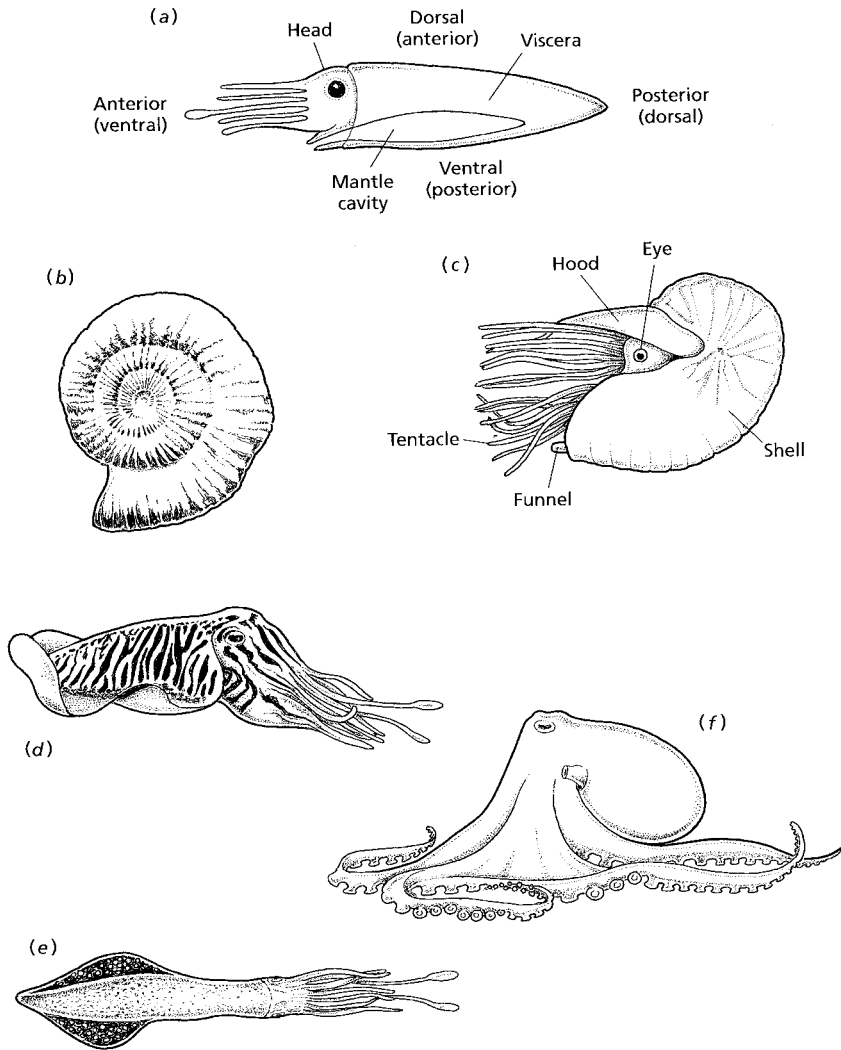 (a)
Head
Dorsal
(anterior)
Viscera
Anterior
(ventral)
Posterior
(dorsal)
Mantle
cavity
Ventral
(posterior)
(b)
(c)
Hood
Eye
Tentacle
Shell
Funnel
(d)
(f)
(e)